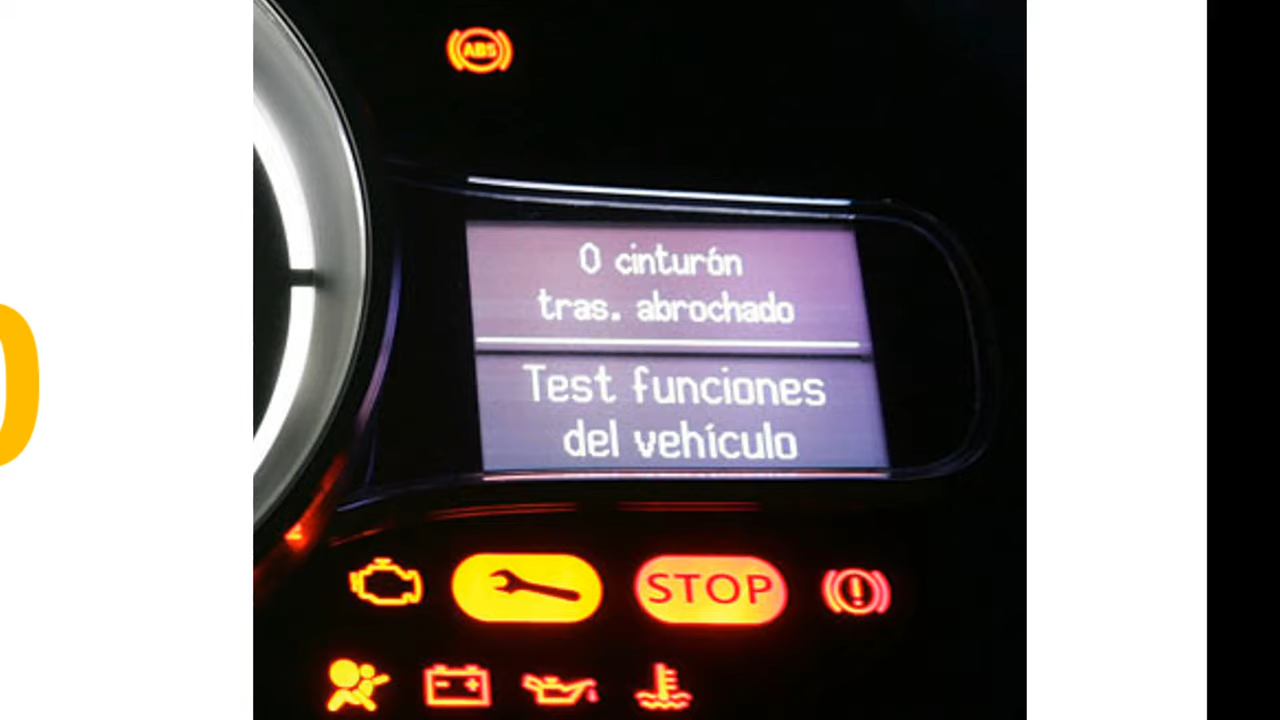 ABS
0 cinturón
tras. abrochado
Test funciones
del vehículo
STOP